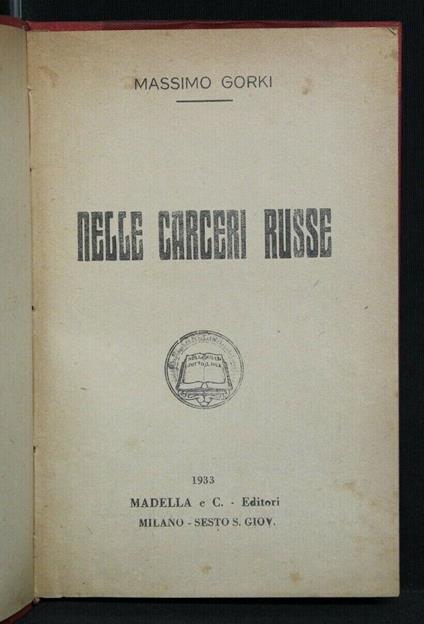 MASSIMO GORKI
NELLE CARCERI RUSSE
1933
MADELLA e C. - Editori
MILANO - SESTO S. GIOV.